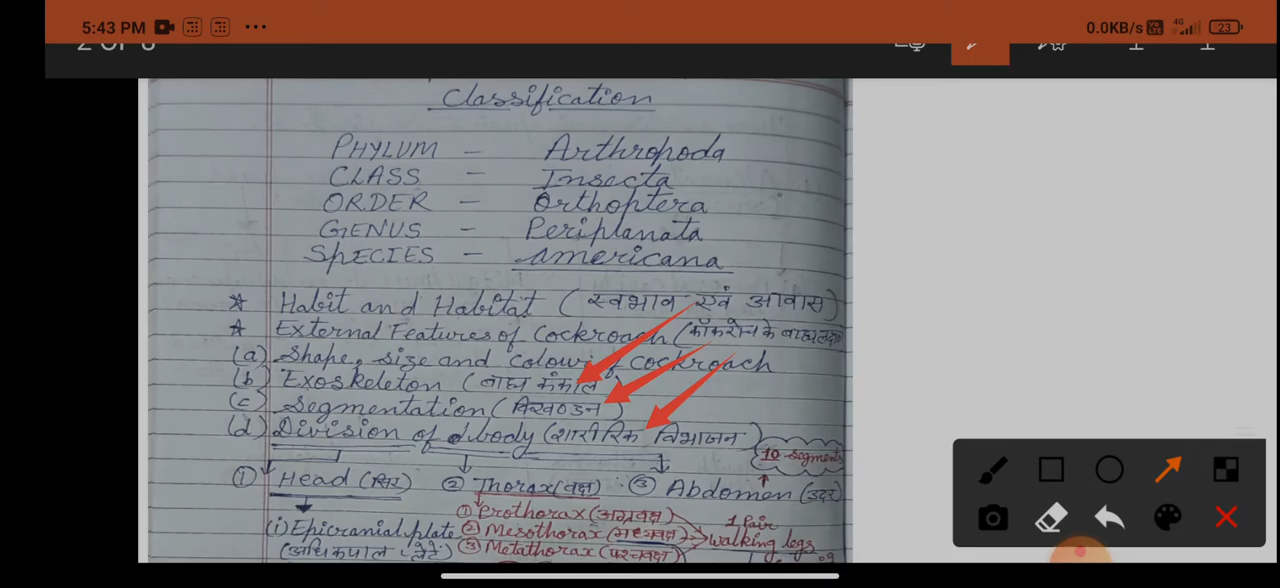 5:43 PM
0.0KB/s
4G
23
Classification
PHYLUM - Arthropoda
CLASS - Insecta
ORDER - Orthoptera
GENUS - Periplanata
SPECIES - americana
* Habit and Habitat (स्वभाव एवं आवास)
* External Features of Cockroach (कॉकरोच के बाह्य
(a) Shape, size and colour of cockroach
(b) Exoskeleton (बाह्य कंकाल)
(c) Segmentation (विखण्डन)
(d) Division of body (शारीरिक विभाजन)
10-segments
① Head (सिर) ② Thorax (वक्ष) ③ Abdomen (उदर)
① Prothorax (अग्रवक्ष)
1 Pair
(i) Epicranial plate ② Mesothorax (मध्यवक्ष) walking legs
(अधिकपाल प्लेटें) ③ Metathorax (पश्चवक्ष)